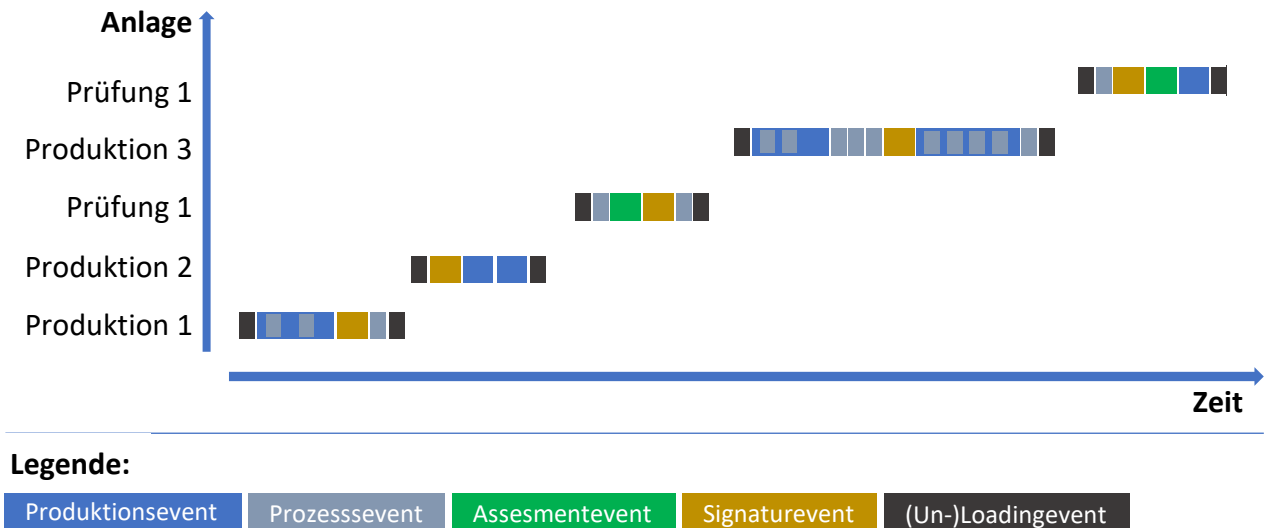 Anlage
Prüfung 1
Produktion 3
Prüfung 1
Produktion 2
Produktion 1
Zeit
Legende:
Produktionsevent Prozesssevent Assesmentevent Signaturevent (Un-)Loadingevent